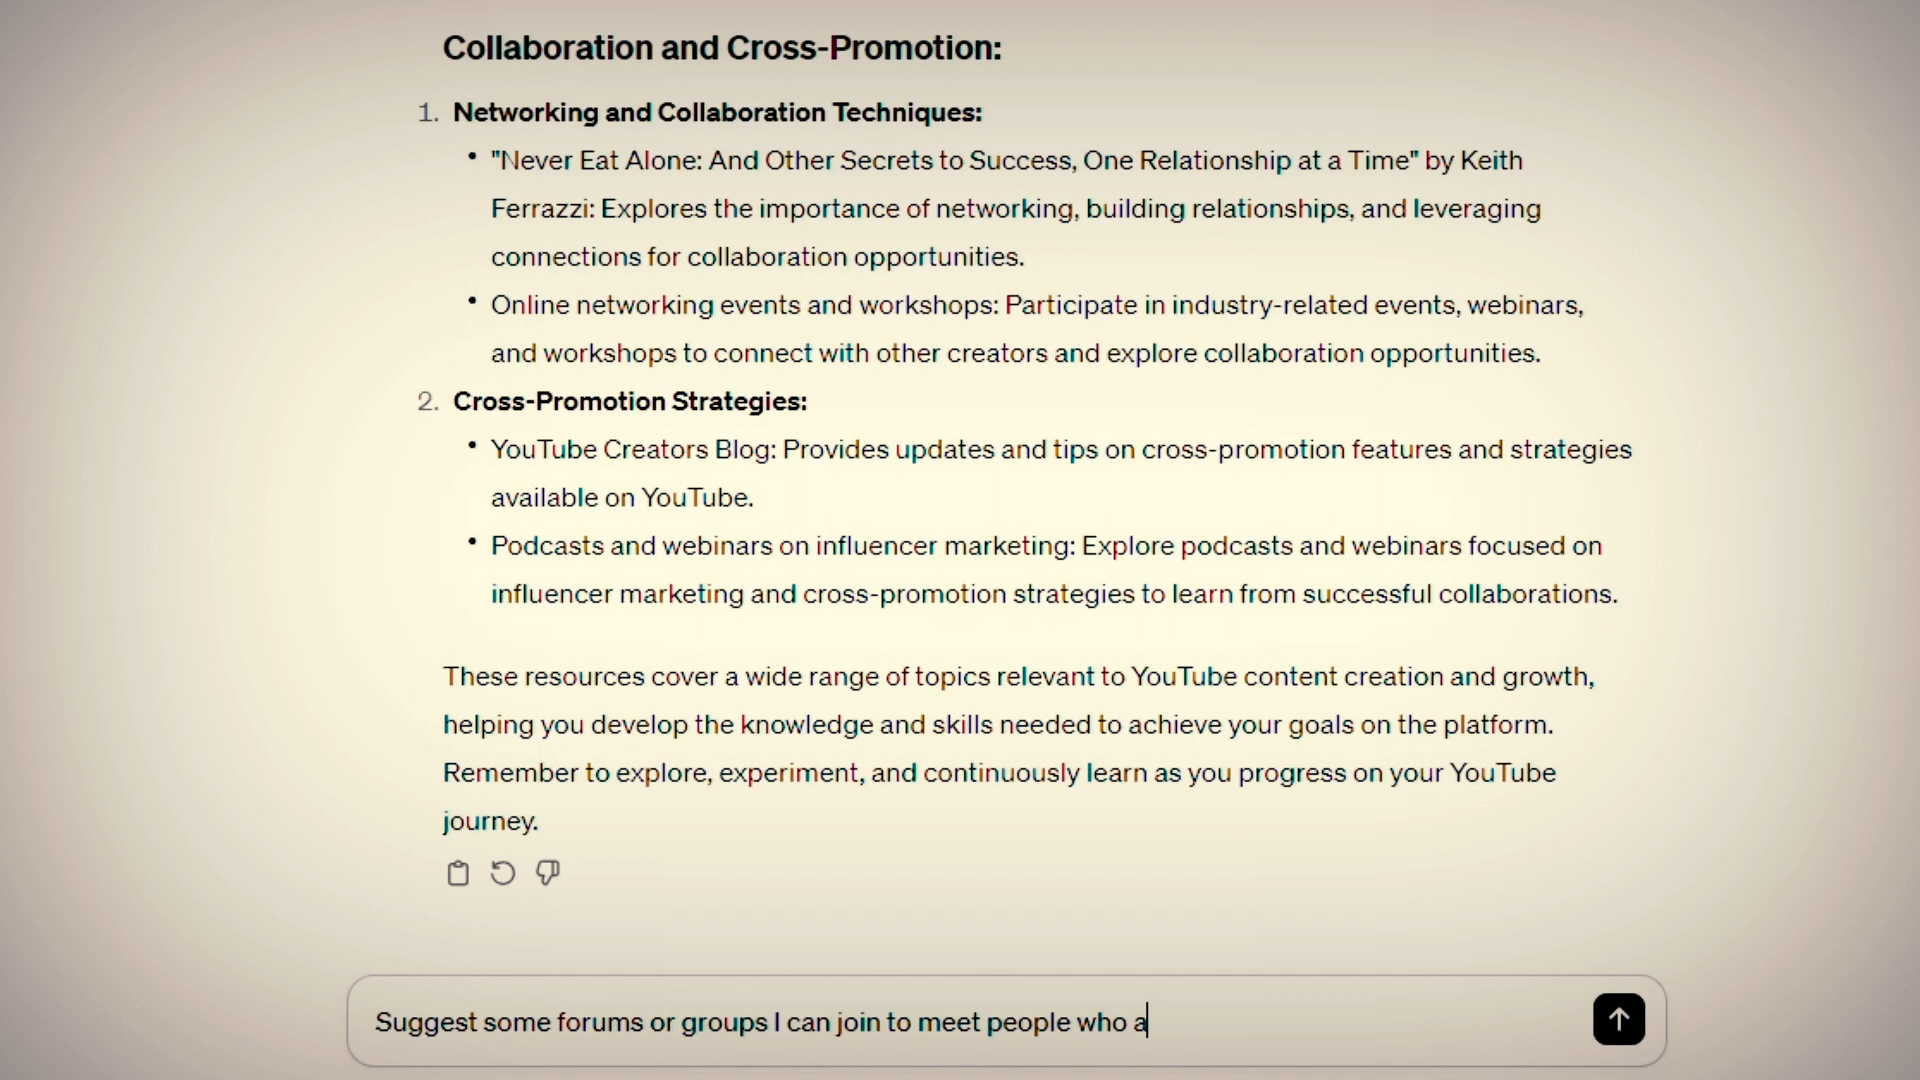 Collaboration and Cross-Promotion:
1. Networking and Collaboration Techniques:
• "Never Eat Alone: And Other Secrets to Success, One Relationship at a Time" by Keith
Ferrazzi: Explores the importance of networking, building relationships, and leveraging
connections for collaboration opportunities.
• Online networking events and workshops: Participate in industry-related events, webinars,
and workshops to connect with other creators and explore collaboration opportunities.
2. Cross-Promotion Strategies:
• YouTube Creators Blog: Provides updates and tips on cross-promotion features and strategies
available on YouTube.
• Podcasts and webinars on influencer marketing: Explore podcasts and webinars focused on
influencer marketing and cross-promotion strategies to learn from successful collaborations.
These resources cover a wide range of topics relevant to YouTube content creation and growth,
helping you develop the knowledge and skills needed to achieve your goals on the platform.
Remember to explore, experiment, and continuously learn as you progress on your YouTube
journey.
Suggest some forums or groups I can join to meet people who a